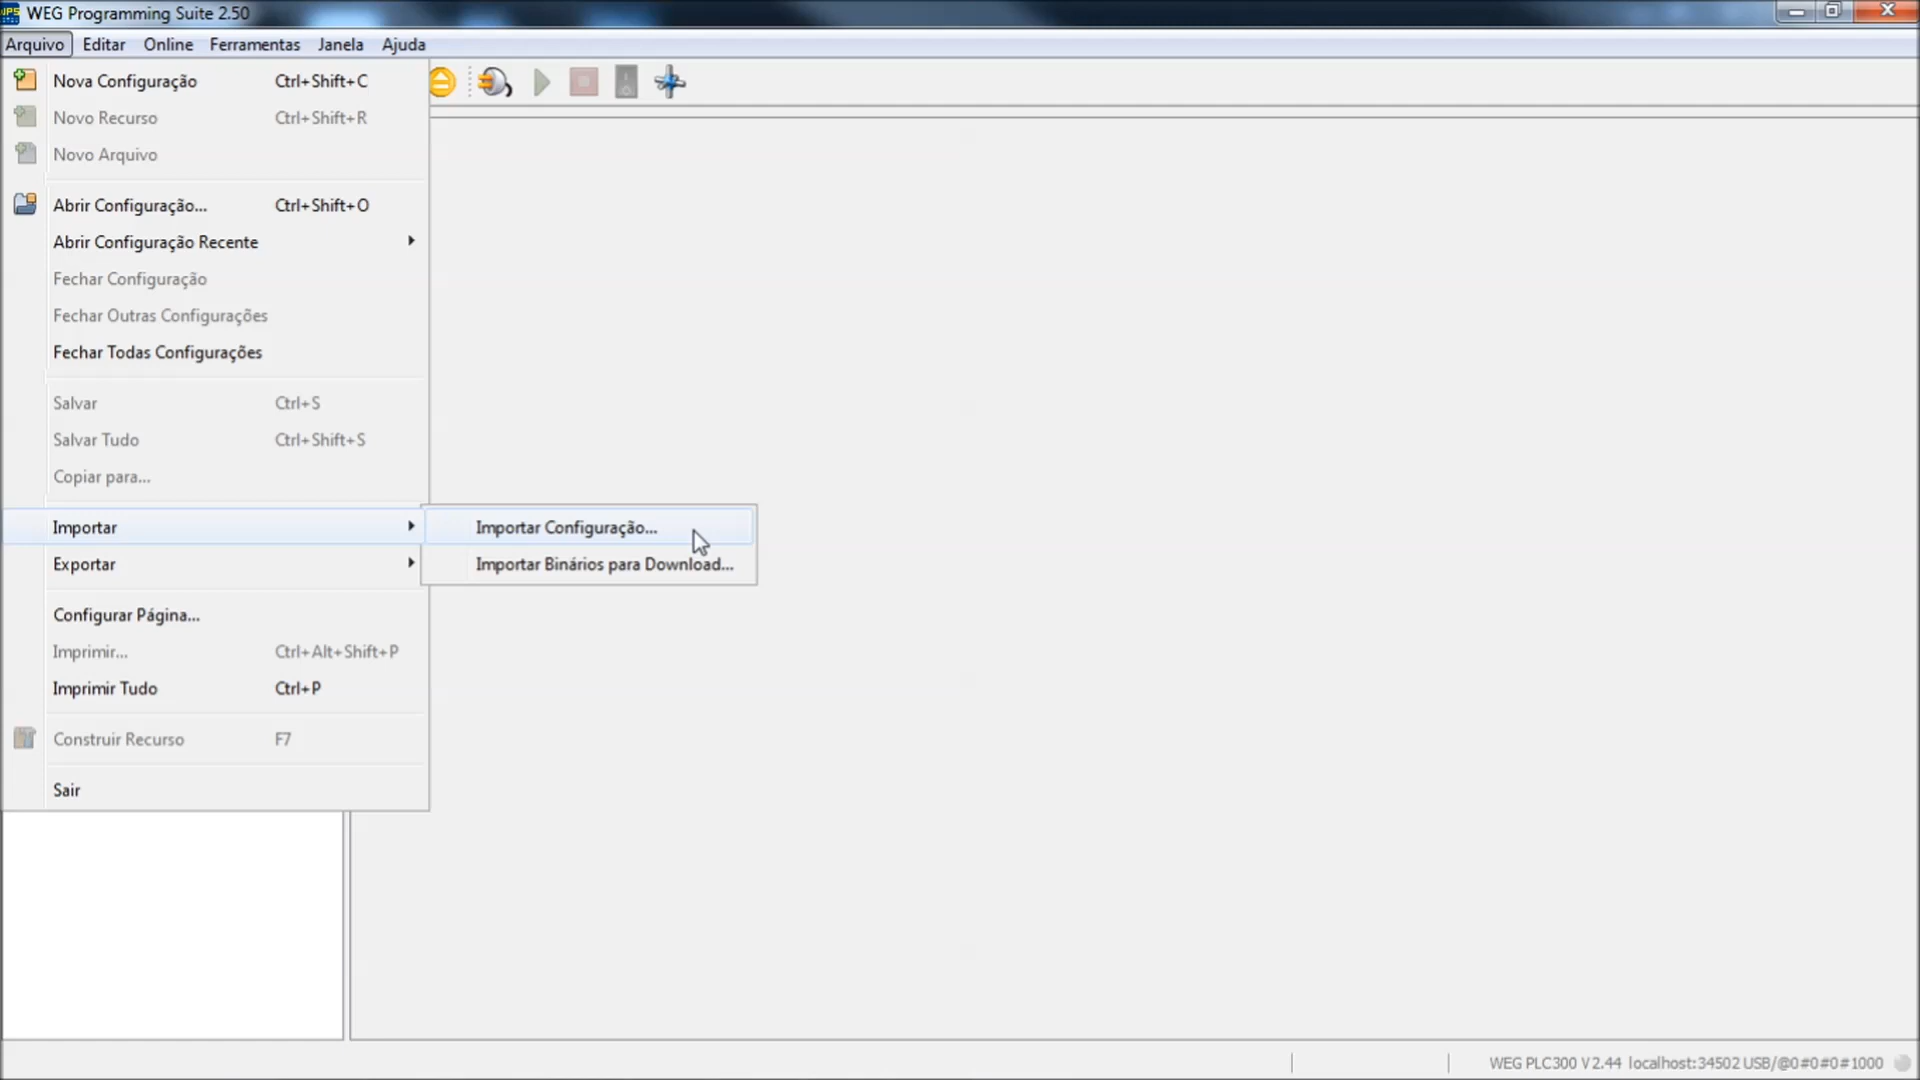 WEG Programming Suite 2.50
Arquivo Editar Online Ferramentas Janela Ajuda
Nova Configuração Ctrl+Shift+C
Novo Recurso Ctrl+Shift+R
Novo Arquivo
Abrir Configuração... Ctrl+Shift+O
Abrir Configuração Recente
Fechar Configuração
Fechar Outras Configurações
Fechar Todas Configurações
Salvar Ctrl+S
Salvar Tudo Ctrl+Shift+S
Copiar para...
Importar
Importar Configuração...
Exportar
Importar Binários para Download...
Configurar Página...
Imprimir... Ctrl+Alt+Shift+P
Imprimir Tudo Ctrl+P
Construir Recurso F7
Sair
WEG PLC300 V2.44 localhost:34502 USB/@0#0#0#1000